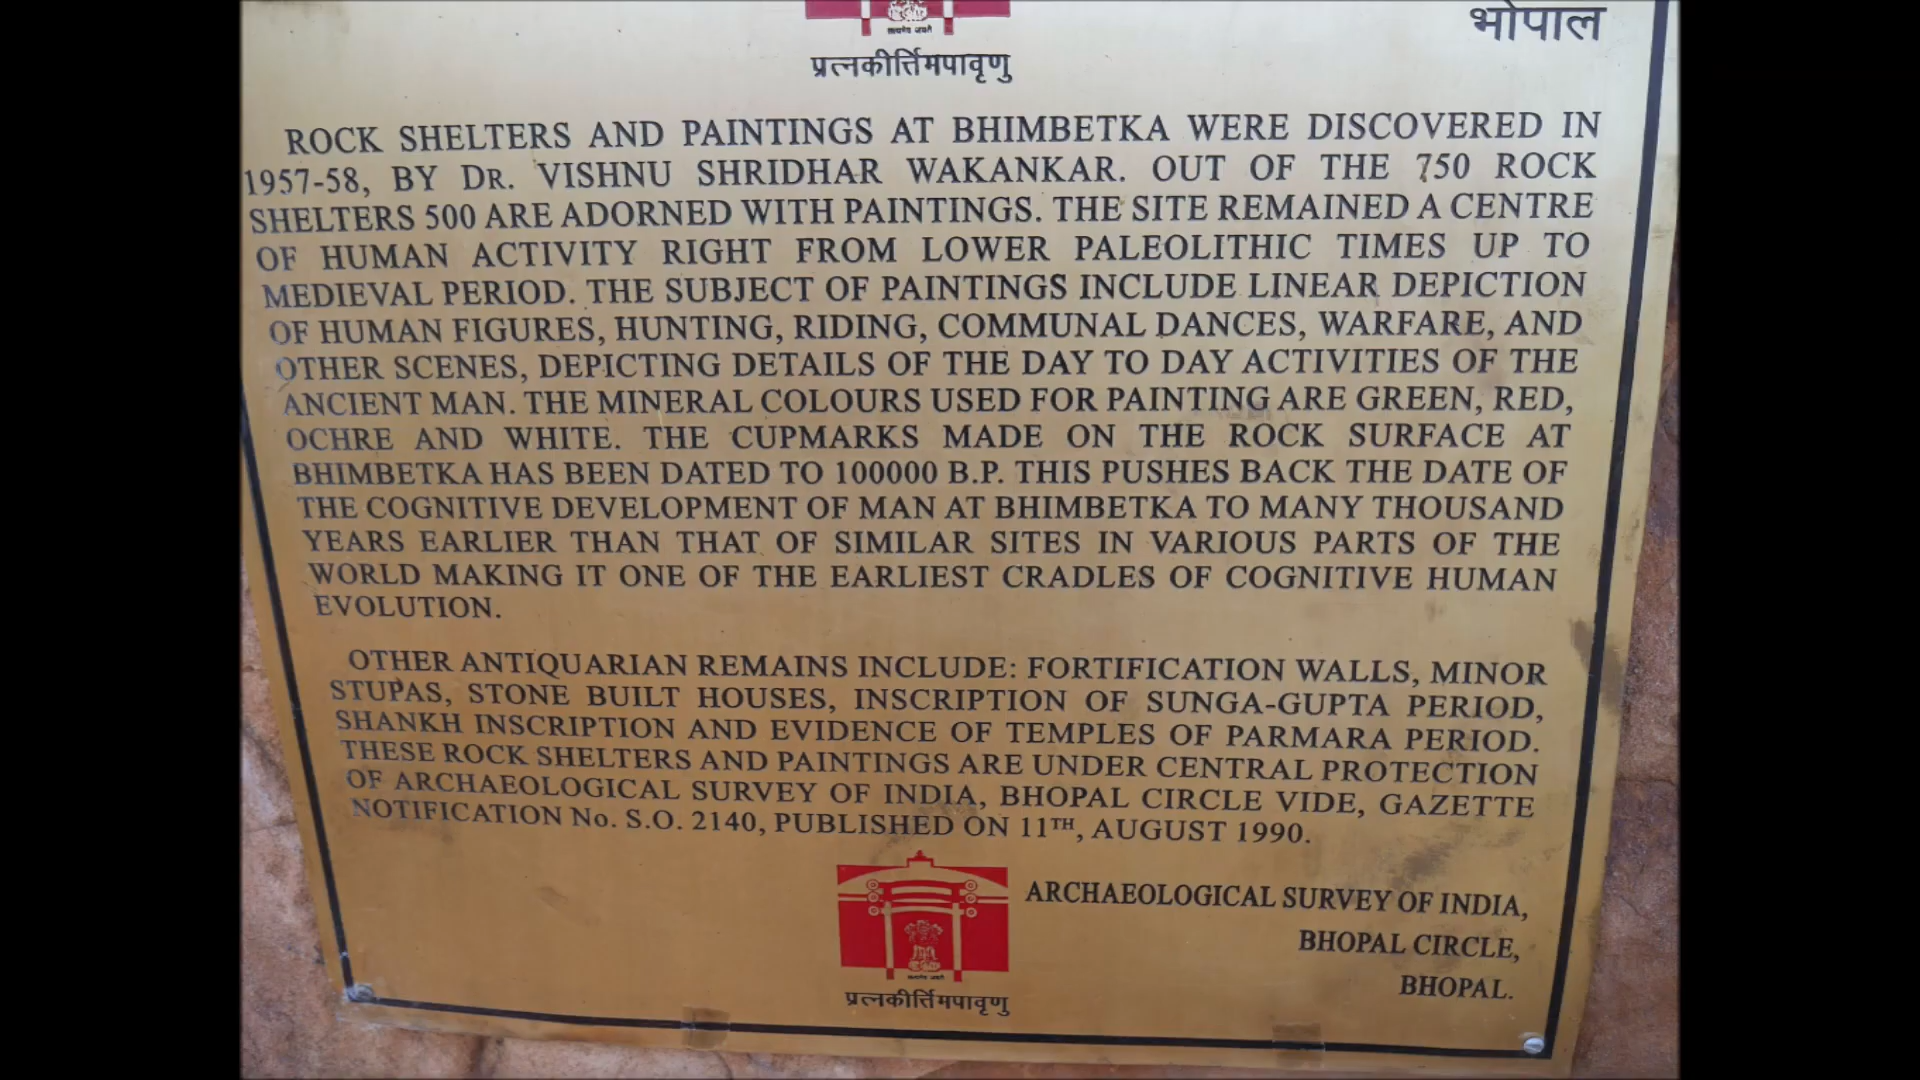 सत्यमेव जयते
भोपाल
प्रत्नकीर्त्तिमपावृणु
ROCK SHELTERS AND PAINTINGS AT BHIMBETKA WERE DISCOVERED IN
1957-58, BY DR. VISHNU SHRIDHAR WAKANKAR. OUT OF THE 750 ROCK
SHELTERS 500 ARE ADORNED WITH PAINTINGS. THE SITE REMAINED A CENTRE
OF HUMAN ACTIVITY RIGHT FROM LOWER PALEOLITHIC TIMES UP TO
MEDIEVAL PERIOD. THE SUBJECT OF PAINTINGS INCLUDE LINEAR DEPICTION
OF HUMAN FIGURES, HUNTING, RIDING, COMMUNAL DANCES, WARFARE, AND
OTHER SCENES, DEPICTING DETAILS OF THE DAY TO DAY ACTIVITIES OF THE
ANCIENT MAN. THE MINERAL COLOURS USED FOR PAINTING ARE GREEN, RED,
OCHRE AND WHITE. THE CUPMARKS MADE ON THE ROCK SURFACE AT
BHIMBETKA HAS BEEN DATED TO 100000 B.P. THIS PUSHES BACK THE DATE OF
THE COGNITIVE DEVELOPMENT OF MAN AT BHIMBETKA TO MANY THOUSAND
YEARS EARLIER THAN THAT OF SIMILAR SITES IN VARIOUS PARTS OF THE
WORLD MAKING IT ONE OF THE EARLIEST CRADLES OF COGNITIVE HUMAN
EVOLUTION.
OTHER ANTIQUARIAN REMAINS INCLUDE: FORTIFICATION WALLS, MINOR
STUPAS, STONE BUILT HOUSES, INSCRIPTION OF SUNGA-GUPTA PERIOD,
SHANKH INSCRIPTION AND EVIDENCE OF TEMPLES OF PARMARA PERIOD.
THESE ROCK SHELTERS AND PAINTINGS ARE UNDER CENTRAL PROTECTION
OF ARCHAEOLOGICAL SURVEY OF INDIA, BHOPAL CIRCLE VIDE, GAZETTE
NOTIFICATION No. S.O. 2140, PUBLISHED ON 11TH, AUGUST 1990.
ARCHAEOLOGICAL SURVEY OF INDIA,
BHOPAL CIRCLE,
BHOPAL.
सत्यमेव जयते
प्रत्नकीर्त्तिमपावृणु